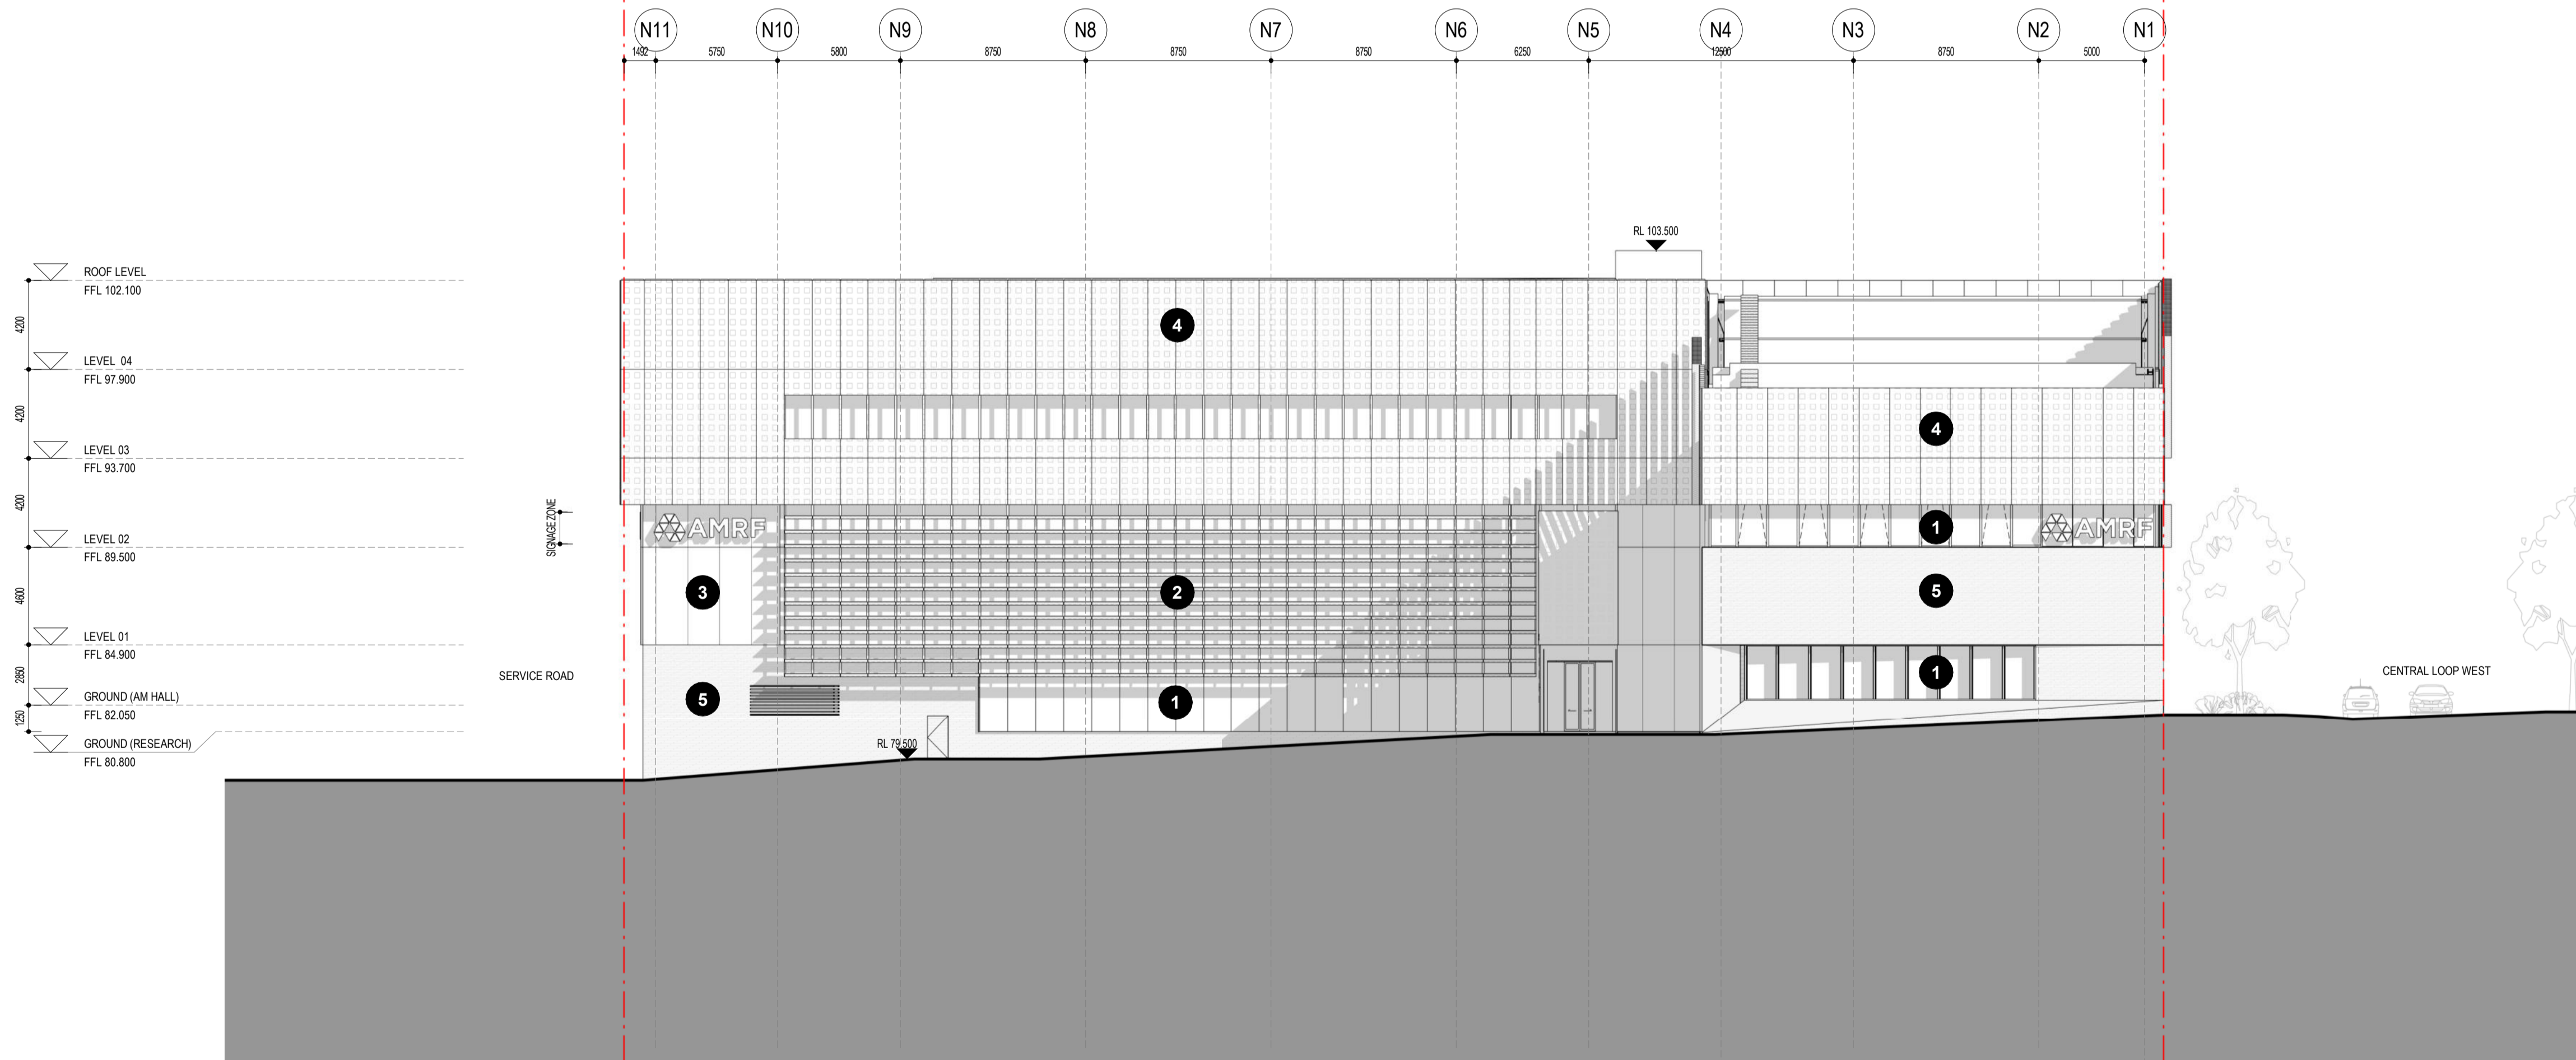 N11 N10 N9 N8 N7 N6 N5 N4 N3 N2 N1
1492 5750 5800 8750 8750 8750 6250 12500 8750 5000
RL 103.500
ROOF LEVEL
FFL 102.100
4200
4
LEVEL 04
FFL 97.900
4200
4
LEVEL 03
FFL 93.700
4200
SIGNAGE ZONE
AMRF
1
AMRF
LEVEL 02
FFL 89.500
4600
3
2
5
LEVEL 01
FFL 84.900
SERVICE ROAD
1
CENTRAL LOOP WEST
GROUND (AM HALL)
5
1
FFL 82.050
1250
GROUND (RESEARCH)
RL 79.500
FFL 80.800